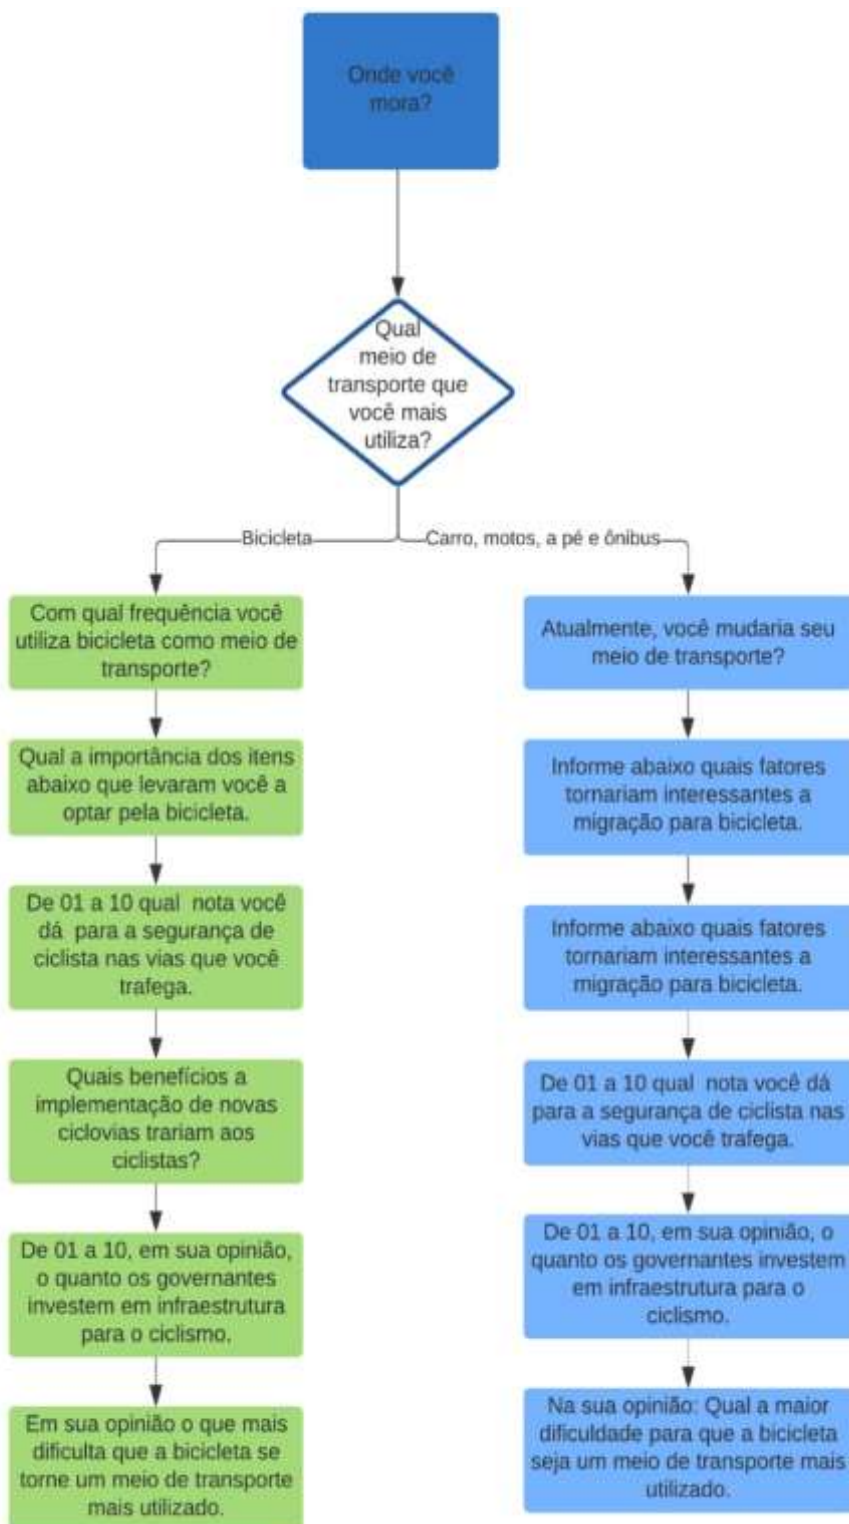 Onde você
mora?
Qual
meio de
transporte que
você mais
utiliza?
Bicicleta
Carro, motos, a pé e ônibus
Com qual frequência você
utiliza bicicleta como meio de
transporte?
Qual a importância dos itens
abaixo que levaram você a
optar pela bicicleta.
De 01 a 10 qual nota você
dá para a segurança de
ciclista nas vias que você
trafega.
Quais benefícios a
implementação de novas
ciclovias trariam aos
ciclistas?
De 01 a 10, em sua opinião,
o quanto os governantes
investem em infraestrutura
para o ciclismo.
Em sua opinião o que mais
dificulta que a bicicleta se
torne um meio de transporte
mais utilizado.
Atualmente, você mudaria seu
meio de transporte?
Informe abaixo quais fatores
tornariam interessantes a
migração para bicicleta.
Informe abaixo quais fatores
tornariam interessantes a
migração para bicicleta.
De 01 a 10 qual nota você dá
para a segurança de ciclista nas
vias que você trafega.
De 01 a 10, em sua opinião, o
quanto os governantes investem
em infraestrutura para o
ciclismo.
Na sua opinião: Qual a maior
dificuldade para que a bicicleta
seja um meio de transporte mais
utilizado.